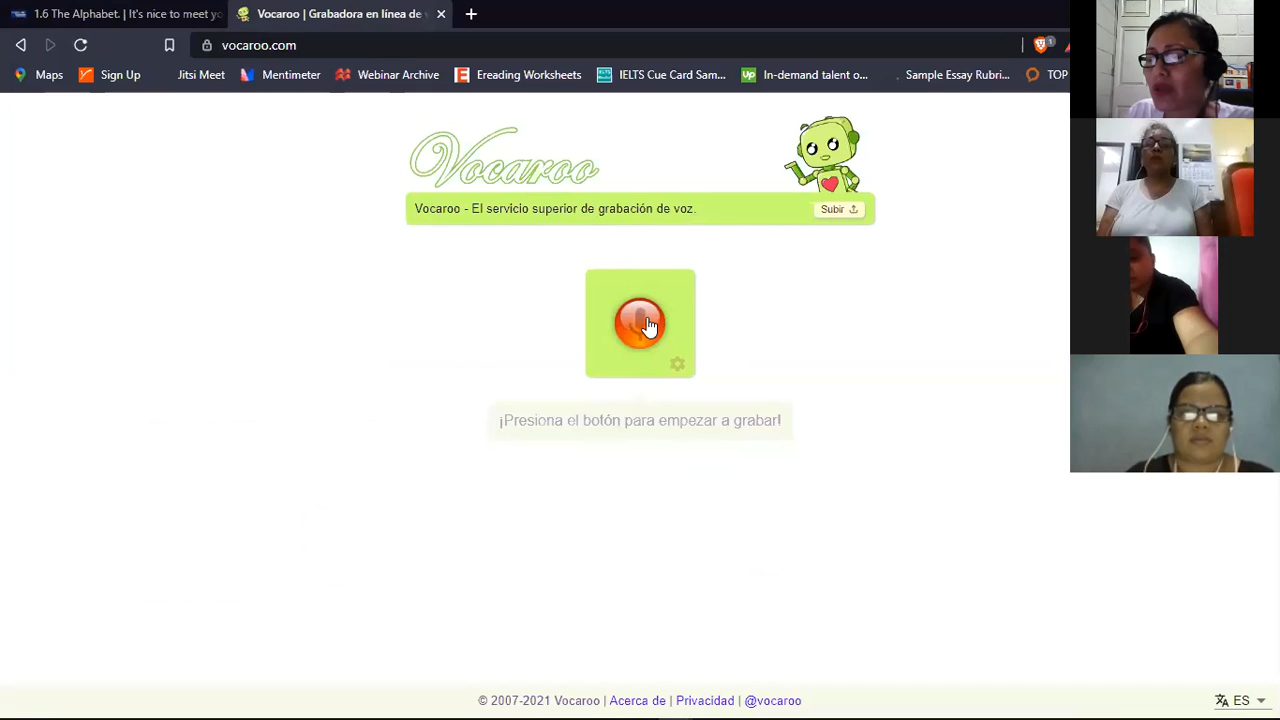 1.6 The Alphabet. | It's nice to meet yo
Vocaroo | Grabadora en línea de v
vocaroo.com
1
Maps
Sign Up
Jitsi Meet
Mentimeter
Webinar Archive
Ereading Worksheets
IELTS Cue Card Sam...
In-demand talent o...
Sample Essay Rubri...
TOP
Vocaroo
Vocaroo - El servicio superior de grabación de voz.
Subir
¡Presiona el botón para empezar a grabar!
© 2007-2021 Vocaroo | Acerca de | Privacidad | @vocaroo
ES